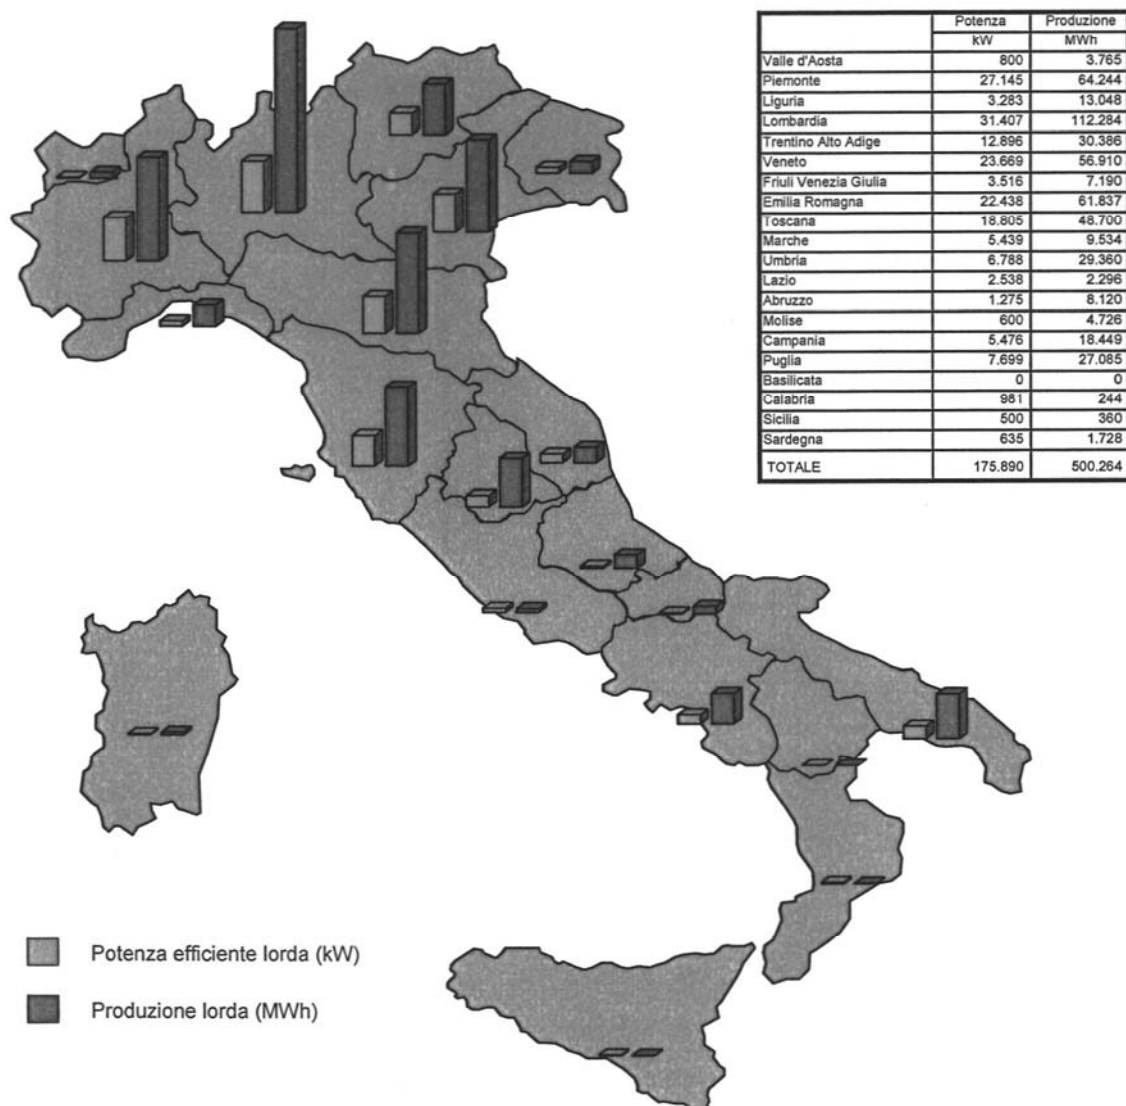 Potenza Produzione
kW MWh
Valle d'Aosta 800 3.765
Piemonte 27.145 64.244
Liguria 3.283 13.048
Lombardia 31.407 112.284
Trentino Alto Adige 12.896 30.386
Veneto 23.669 56.910
Friuli Venezia Giulia 3.516 7.190
Emilia Romagna 22.438 61.837
Toscana 18.805 48.700
Marche 5.439 9.534
Umbria 6.788 29.360
Lazio 2.538 2.296
Abruzzo 1.275 8.120
Molise 600 4.726
Campania 5.476 18.449
Puglia 7.699 27.085
Basilicata 0 0
Calabria 981 244
Sicilia 500 360
Sardegna 635 1.728
TOTALE 175.890 500.264
Potenza efficiente lorda (kW)
Produzione lorda (MWh)